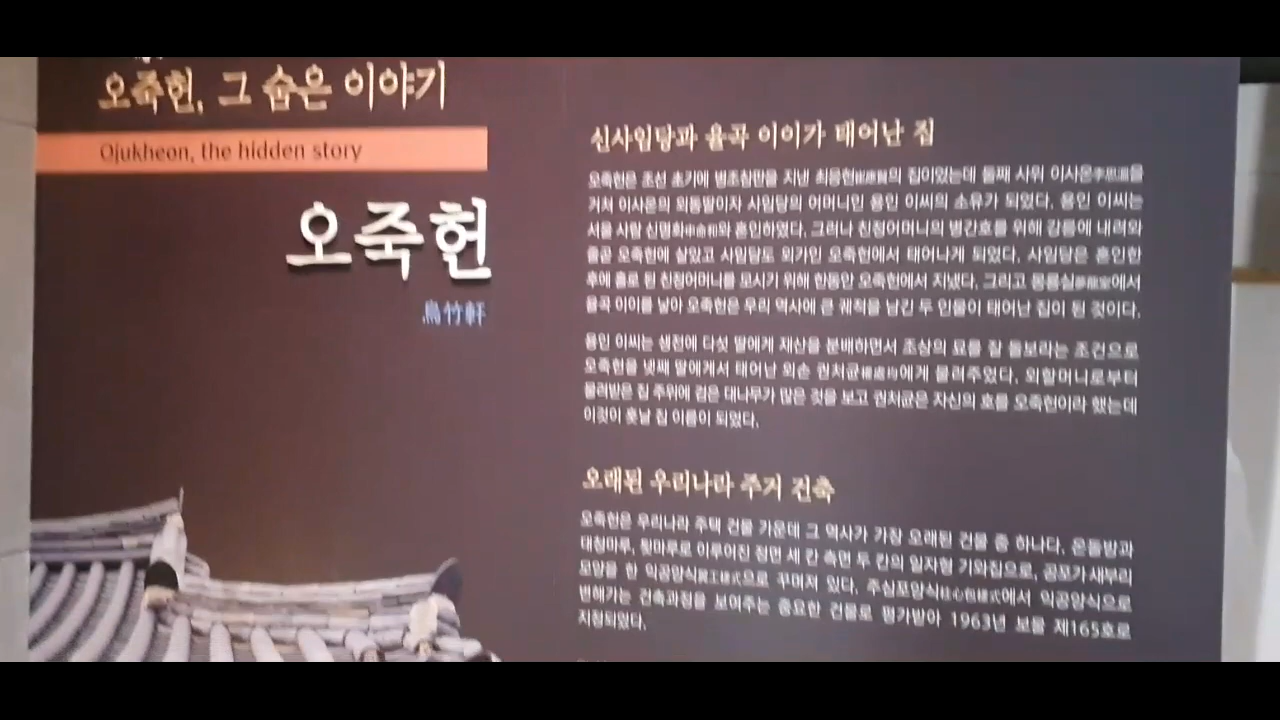 오죽헌, 그 숨은 이야기
Ojukheon, the hidden story
오죽헌
烏竹軒
신사임당과 율곡 이이가 태어난 집
오죽헌은 조선 초기에 병조참판을 지낸 최응현崔應賢의 집이었는데 둘째 사위 이사온李思溫을
거쳐 이사온의 외동딸이자 사임당의 어머니인 용인 이씨의 소유가 되었다. 용인 이씨는
서울 사람 신명화申命和와 혼인하였다. 그러나 친정어머니의 병간호를 위해 강릉에 내려와
줄곧 오죽헌에 살았고 사임당도 외가인 오죽헌에서 태어나게 되었다. 사임당은 혼인한
후에 홀로 된 친정어머니를 모시기 위해 한동안 오죽헌에서 지냈다. 그리고 몽룡실夢龍室에서
율곡 이이를 낳아 오죽헌은 우리 역사에 큰 궤적을 남긴 두 인물이 태어난 집이 된 것이다.
용인 이씨는 생전에 다섯 딸에게 재산을 분배하면서 조상의 묘를 잘 돌보라는 조건으로
오죽헌을 넷째 딸에게서 태어난 외손 권처균權處均에게 물려주었다. 외할머니로부터
물려받은 집 주위에 검은 대나무가 많은 것을 보고 권처균은 자신의 호를 오죽헌이라 했는데
이것이 훗날 집 이름이 되었다.
오래된 우리나라 주거 건축
오죽헌은 우리나라 주택 건물 가운데 그 역사가 가장 오래된 건물 중 하나다. 온돌방과
대청마루, 툇마루로 이루어진 정면 세 칸 측면 두 칸의 일자형 기와집으로, 공포가 새부리
모양을 한 익공양식翼工樣式으로 꾸며져 있다. 주심포양식柱心包樣式에서 익공양식으로
변해가는 건축과정을 보여주는 중요한 건물로 평가받아 1963년 보물 제165호로
지정되었다.